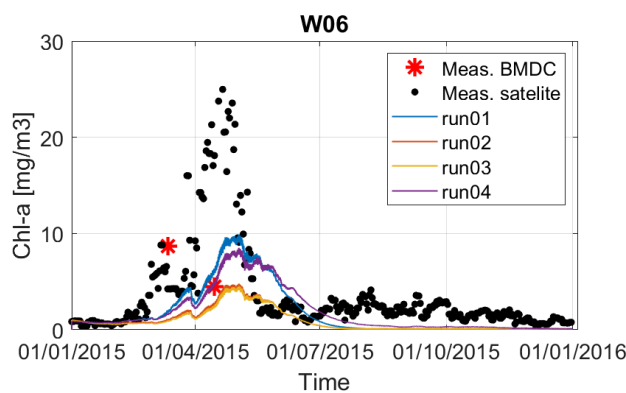 W06
Chl-a [mg/m3]
30
20
10
0
Meas. BMDC
Meas. satelite
run01
run02
run03
run04
01/01/2015 01/04/2015 01/07/2015 01/10/2015 01/01/2016
Time